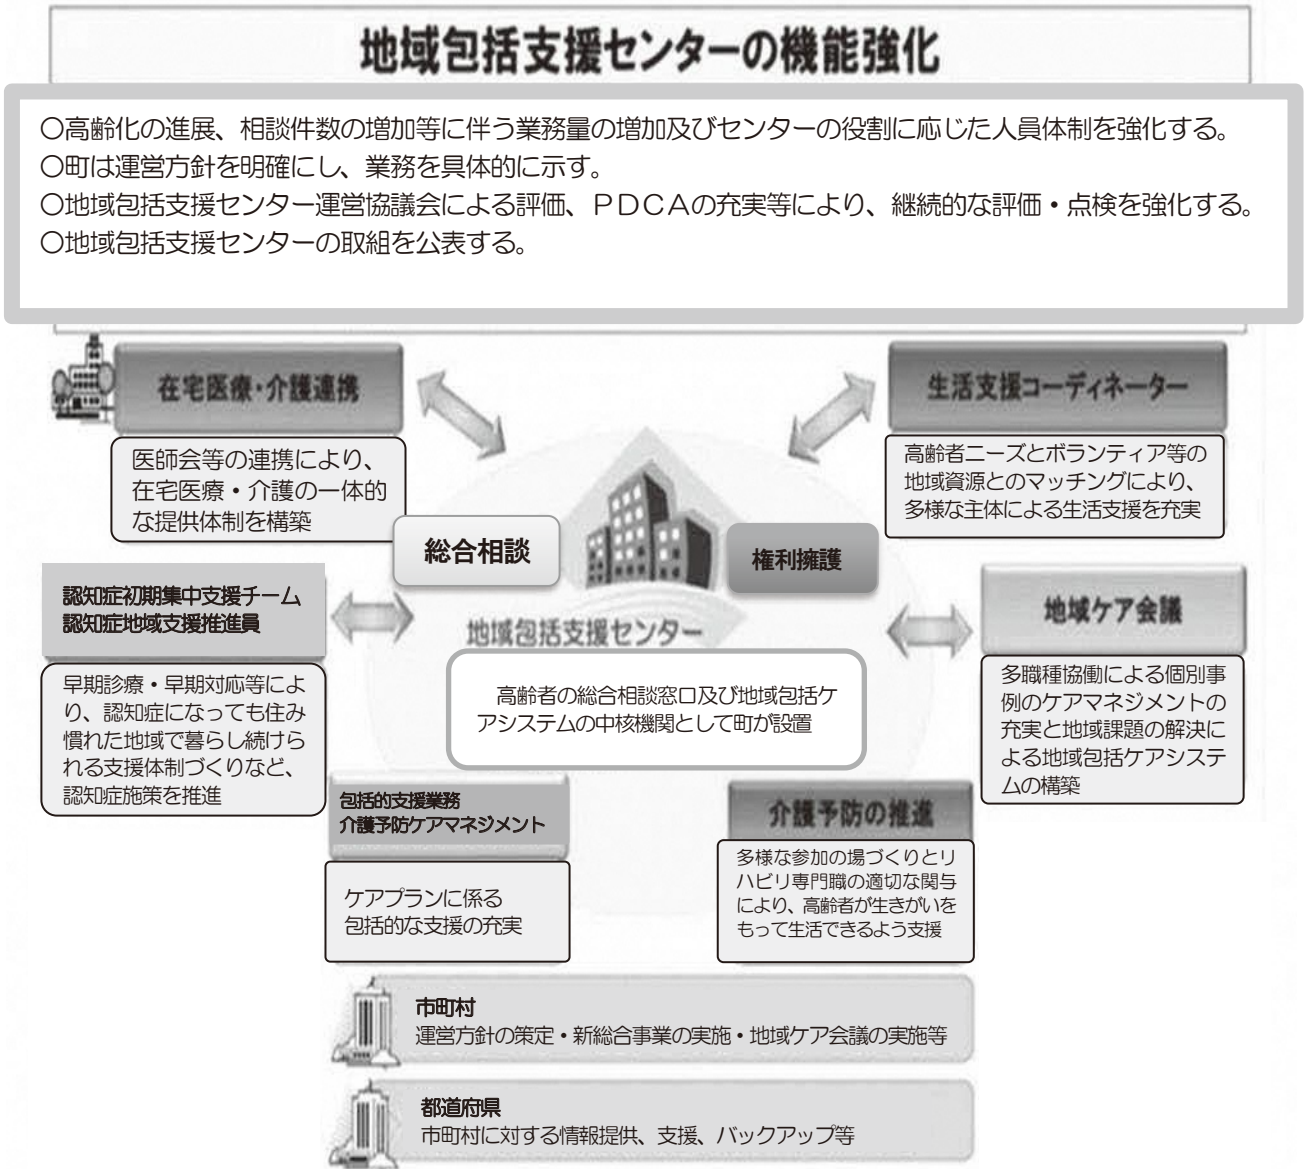 地域包括支援センターの機能強化
〇高齢化の進展、相談件数の増加等に伴う業務量の増加及びセンターの役割に応じた人員体制を強化する。
〇町は運営方針を明確にし、業務を具体的に示す。
〇地域包括支援センター運営協議会による評価、ＰＤＣＡの充実等により、継続的な評価・点検を強化する。
〇地域包括支援センターの取組を公表する。
在宅医療・介護連携
医師会等の連携により、
在宅医療・介護の一体的
な提供体制を構築
生活支援コーディネーター
高齢者ニーズとボランティア等の
地域資源とのマッチングにより、
多様な主体による生活支援を充実
総合相談
権利擁護
地域包括支援センター
高齢者の総合相談窓口及び地域包括ケ
アシステムの中核機関として町が設置
認知症初期集中支援チーム
認知症地域支援推進員
早期診療・早期対応等によ
り、認知症になっても住み
慣れた地域で暮らし続けら
れる支援体制づくりなど、
認知症施策を推進
地域ケア会議
多職種協働による個別事
例のケアマネジメントの
充実と地域課題の解決に
よる地域包括ケアシステ
ムの構築
包括的支援業務
介護予防ケアマネジメント
ケアプランに係る
包括的な支援の充実
介護予防の推進
多様な参加の場づくりとリ
ハビリ専門職の適切な関与
により、高齢者が生きがいを
もって生活できるよう支援
市町村
運営方針の策定・新総合事業の実施・地域ケア会議の実施等
都道府県
市町村に対する情報提供、支援、バックアップ等